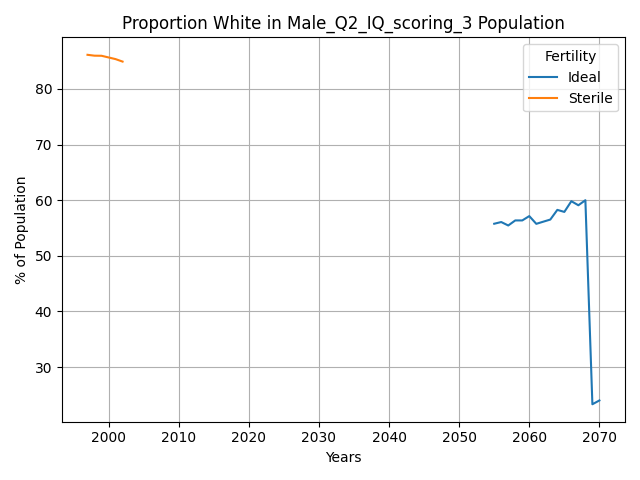 Proportion White in Male_Q2_IQ_scoring_3 Population
Fertility
Ideal
Sterile
% of Population
80
70
60
50
40
30
2000 2010 2020 2030 2040 2050 2060 2070
Years